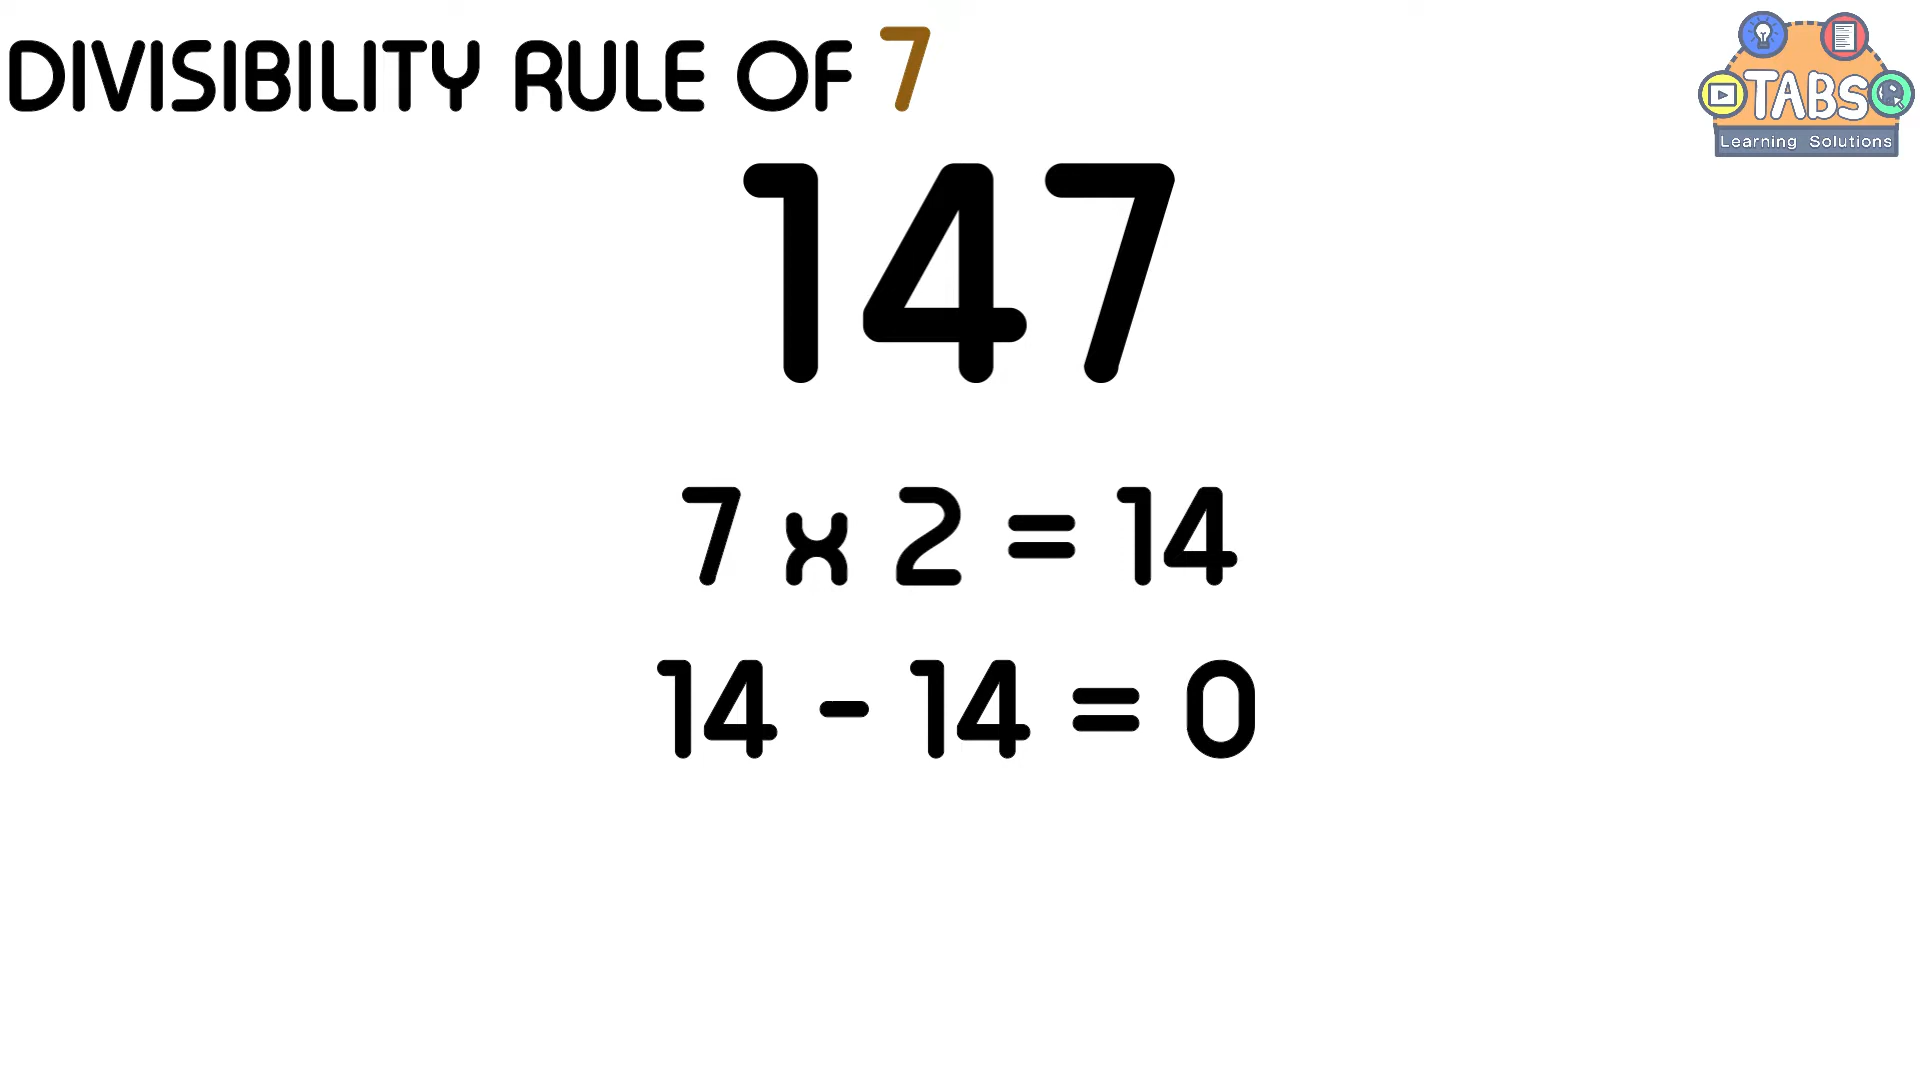 DIVISIBILITY RULE OF 7
TABS
Learning Solutions
147
7 x 2 = 14
14 - 14 = 0